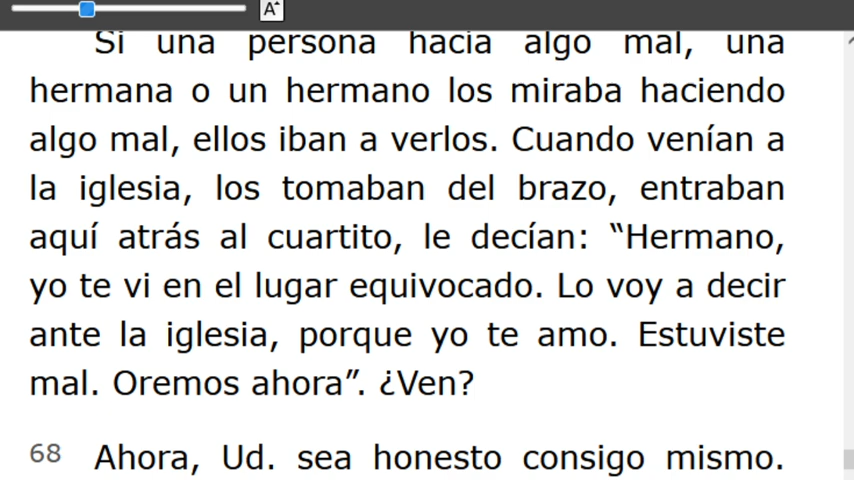 A
Si una persona hacía algo mal, una
hermana o un hermano los miraba haciendo
algo mal, ellos iban a verlos. Cuando venían a
la iglesia, los tomaban del brazo, entraban
aquí atrás al cuartito, le decían: “Hermano,
yo te vi en el lugar equivocado. Lo voy a decir
ante la iglesia, porque yo te amo. Estuviste
mal. Oremos ahora”. ¿Ven?
68 Ahora, Ud. sea honesto consigo mismo.